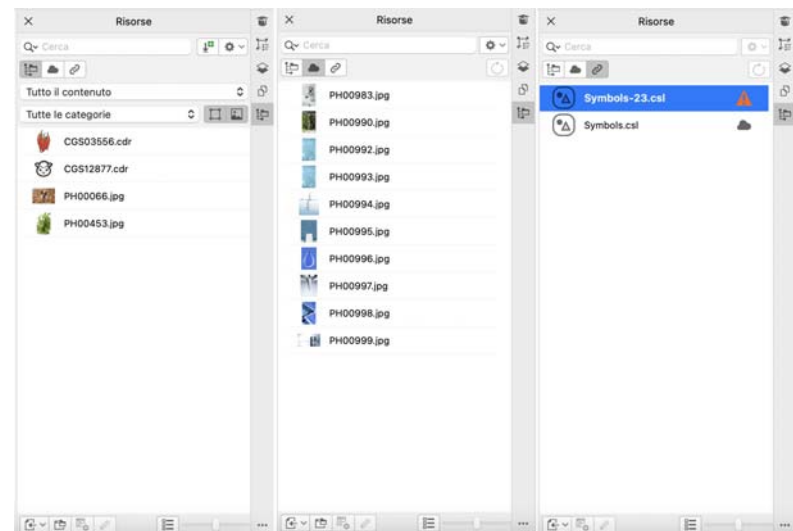 Risorse
Cerca
Tutto il contenuto
Tutte le categorie
CGS03556.cdr
CGS12877.cdr
PH00066.jpg
PH00453.jpg
Risorse
Cerca
PH00983.jpg
PH00990.jpg
PH00992.jpg
PH00993.jpg
PH00994.jpg
PH00995.jpg
PH00996.jpg
PH00997.jpg
PH00998.jpg
PH00999.jpg
Risorse
Cerca
Symbols-23.csl
Symbols.csl